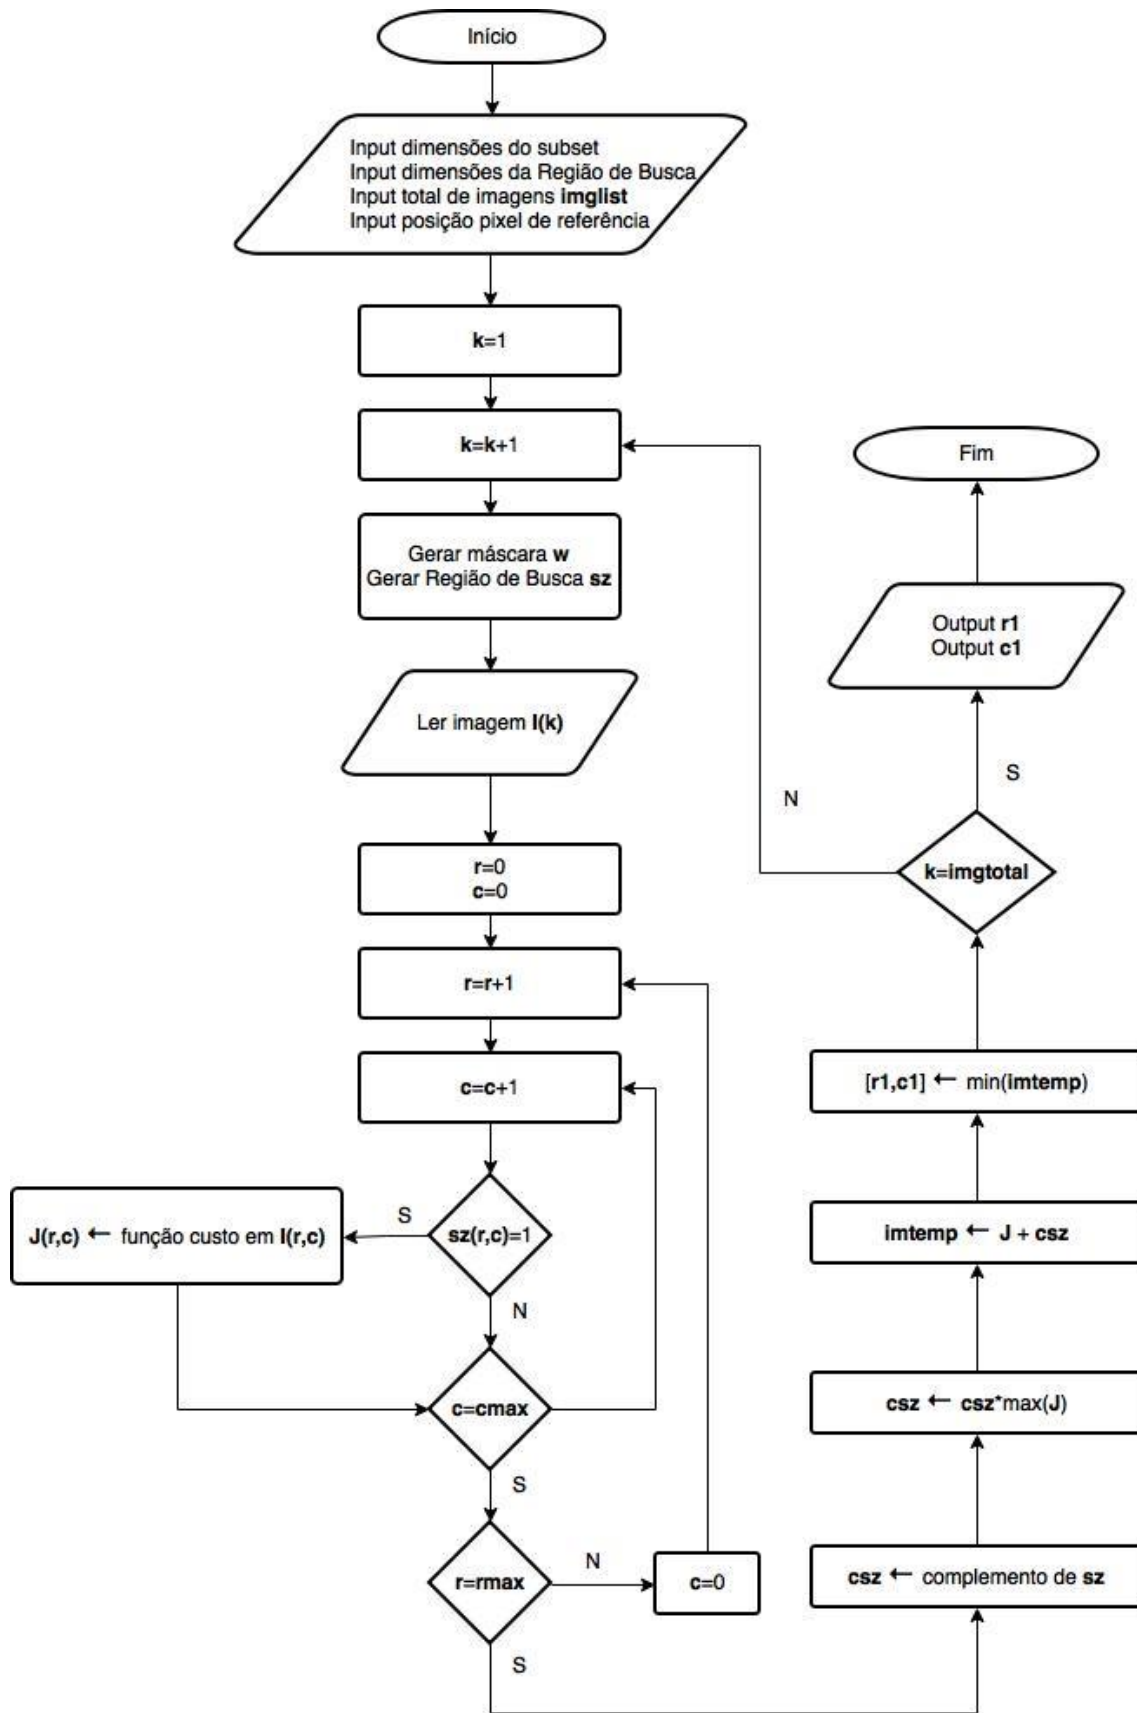 Início
Input dimensões do subset
Input dimensões da Região de Busca
Input total de imagens imglist
Input posição pixel de referência
k=1
k=k+1
Gerar máscara w
Gerar Região de Busca sz
Ler imagem I(k)
r=0
c=0
r=r+1
c=c+1
sz(r,c)=1
S
J(r,c) ← função custo em I(r,c)
N
c=cmax
S
r=rmax
N
c=0
S
csz ← complemento de sz
csz ← csz*max(J)
imtemp ← J + csz
[r1,c1] ← min(imtemp)
k=imgtotal
N
S
Output r1
Output c1
Fim